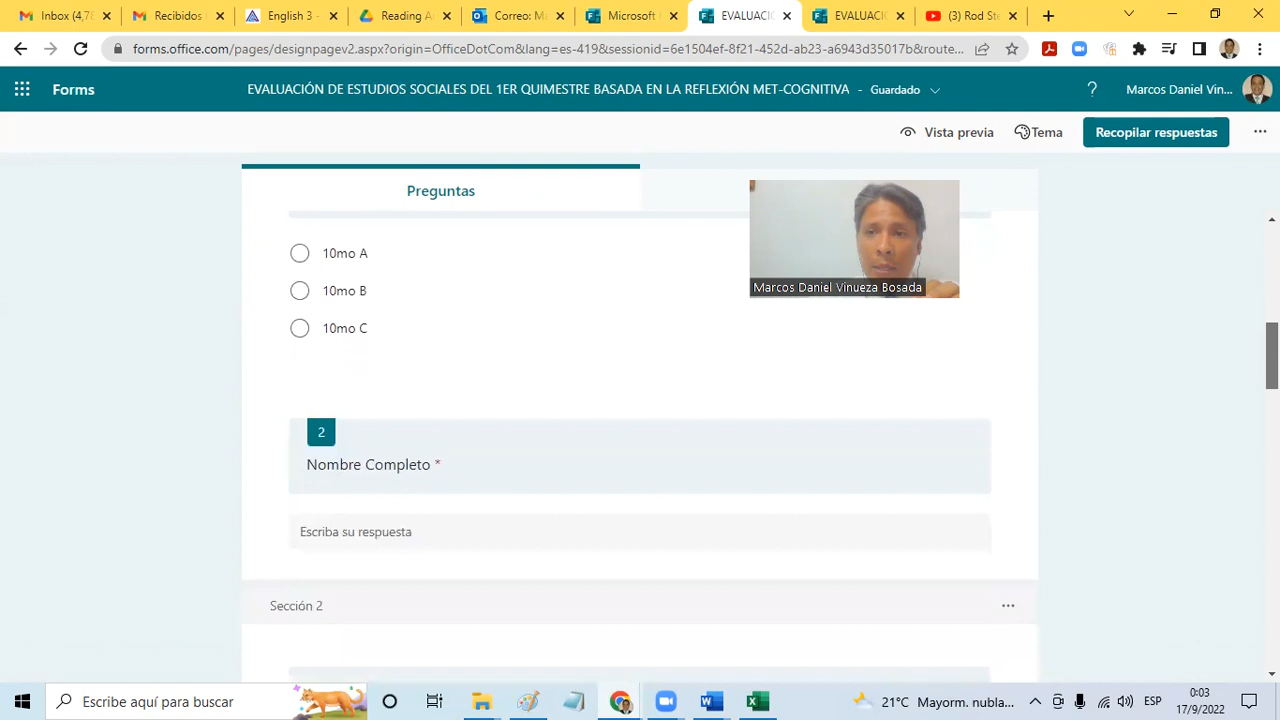 Inbox (4,78
Recibidos
English 3 -
Reading A
Correo: Ma
Microsoft
EVALUACI
EVALUACI
(3) Rod Ste
forms.office.com/pages/designpagev2.aspx?origin=OfficeDotCom&lang=es-419&sessionid=6e1504ef-8f21-452d-ab23-a6943d35017b&route...
Forms
EVALUACIÓN DE ESTUDIOS SOCIALES DEL 1ER QUIMESTRE BASADA EN LA REFLEXIÓN MET-COGNITIVA - Guardado
? Marcos Daniel Vin...
Vista previa
Tema
Recopilar respuestas
Preguntas
Marcos Daniel Vinueza Bosada
10mo A
10mo B
10mo C
2
Nombre Completo *
Escriba su respuesta
Sección 2
Escribe aquí para buscar
21°C Mayorm. nubla...
ESP
0:03
17/9/2022